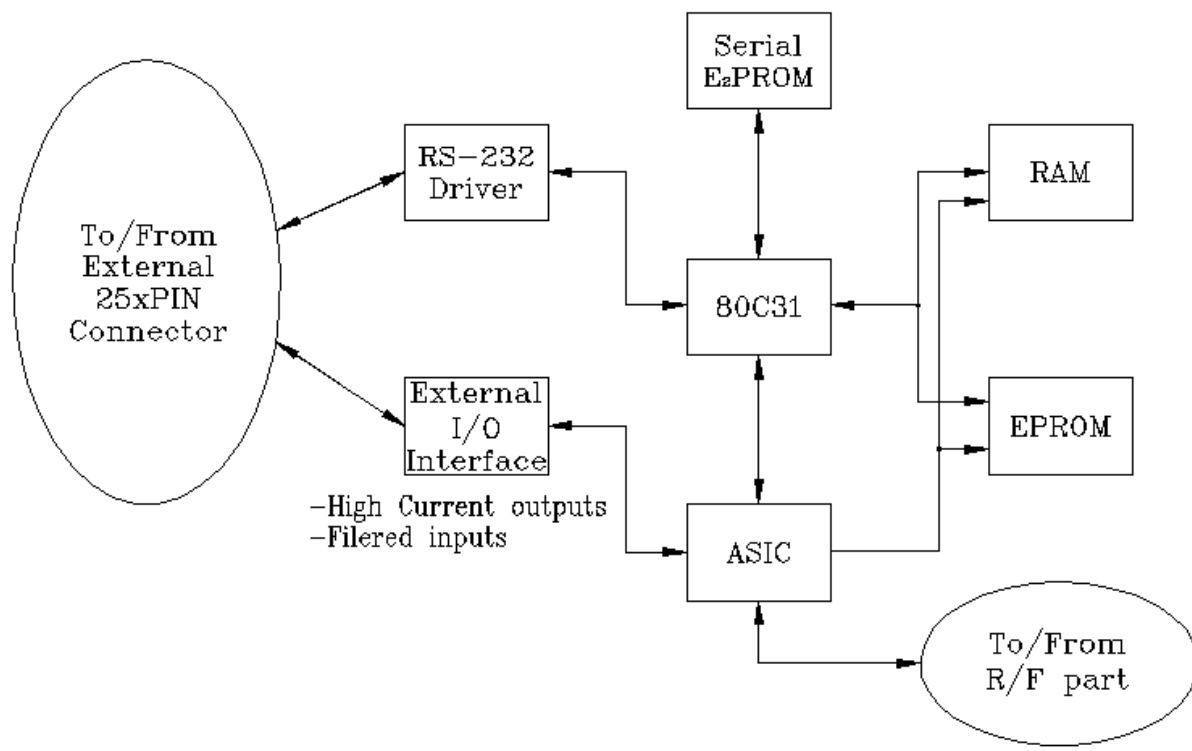 Serial
E₂PROM
RS-232
Driver
RAM
To/From
External
25xPIN
Connector
80C31
External
I/O
Interface
EPROM
-High Current outputs
-Filered inputs
ASIC
To/From
R/F part